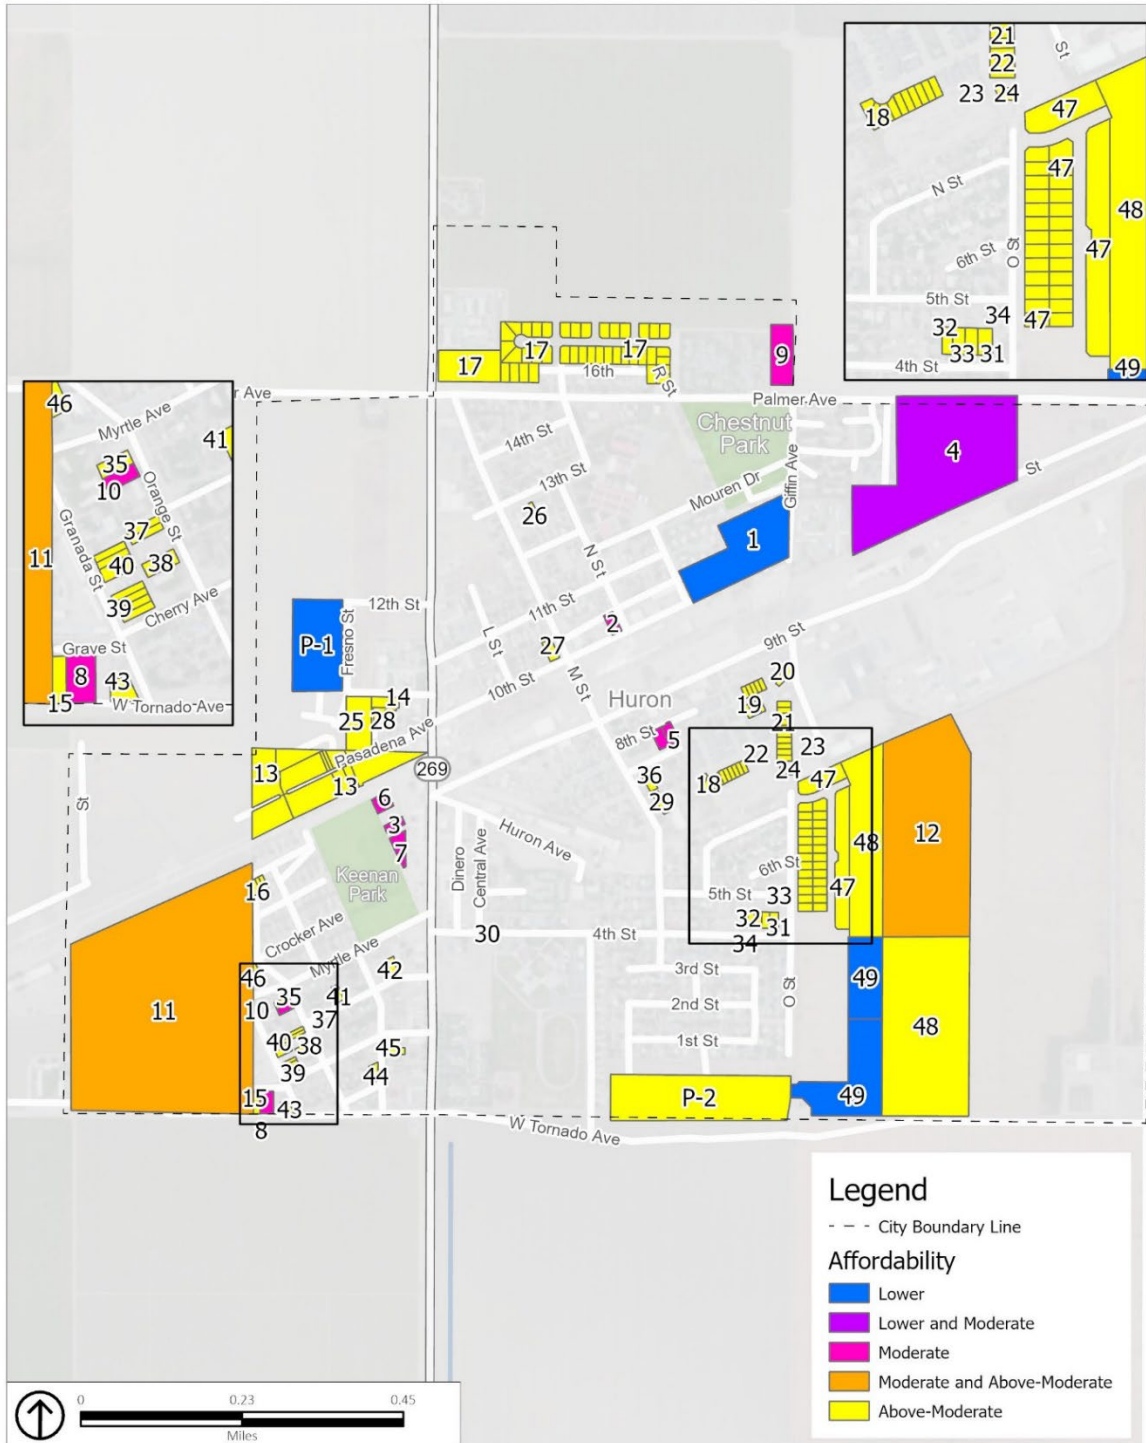 21
22
23
24
St
18
47
N St
47
48
6th St
O St
47
5th St
34
32
33
31
47
4th St
49
17
17
17
16th
R St
9
46
r Ave
Palmer Ave
Myrtle Ave
41
35
10
Orange St
37
Granada St
11
40
38
39
Cherry Ave
Grave St
8
43
15
W Tornado Ave
Chestnut
Park
Giffin Ave
4
St
14th St
13th St
Mouren Dr
26
1
N St
12th St
11th St
P-1
Fresno St
L St
2
27
9th St
10th St
M St
20
14
Huron
19
25
28
21
Pasadena Ave
8th St
5
23
13
269
22
36
24
13
18
47
29
6
3
7
Huron Ave
48
12
Keenan
Park
Dinero
Central Ave
6th St
47
St
16
5th St
33
32
31
Crocker Ave
30
4th St
34
Myrtle Ave
46
42
3rd St
49
35
41
10
O St
11
37
2nd St
48
40
38
45
1st St
39
44
15
43
P-2
49
8
W Tornado Ave
Legend
City Boundary Line
Affordability
Lower
Lower and Moderate
Moderate
Moderate and Above-Moderate
Above-Moderate
0
0.23
0.45
Miles